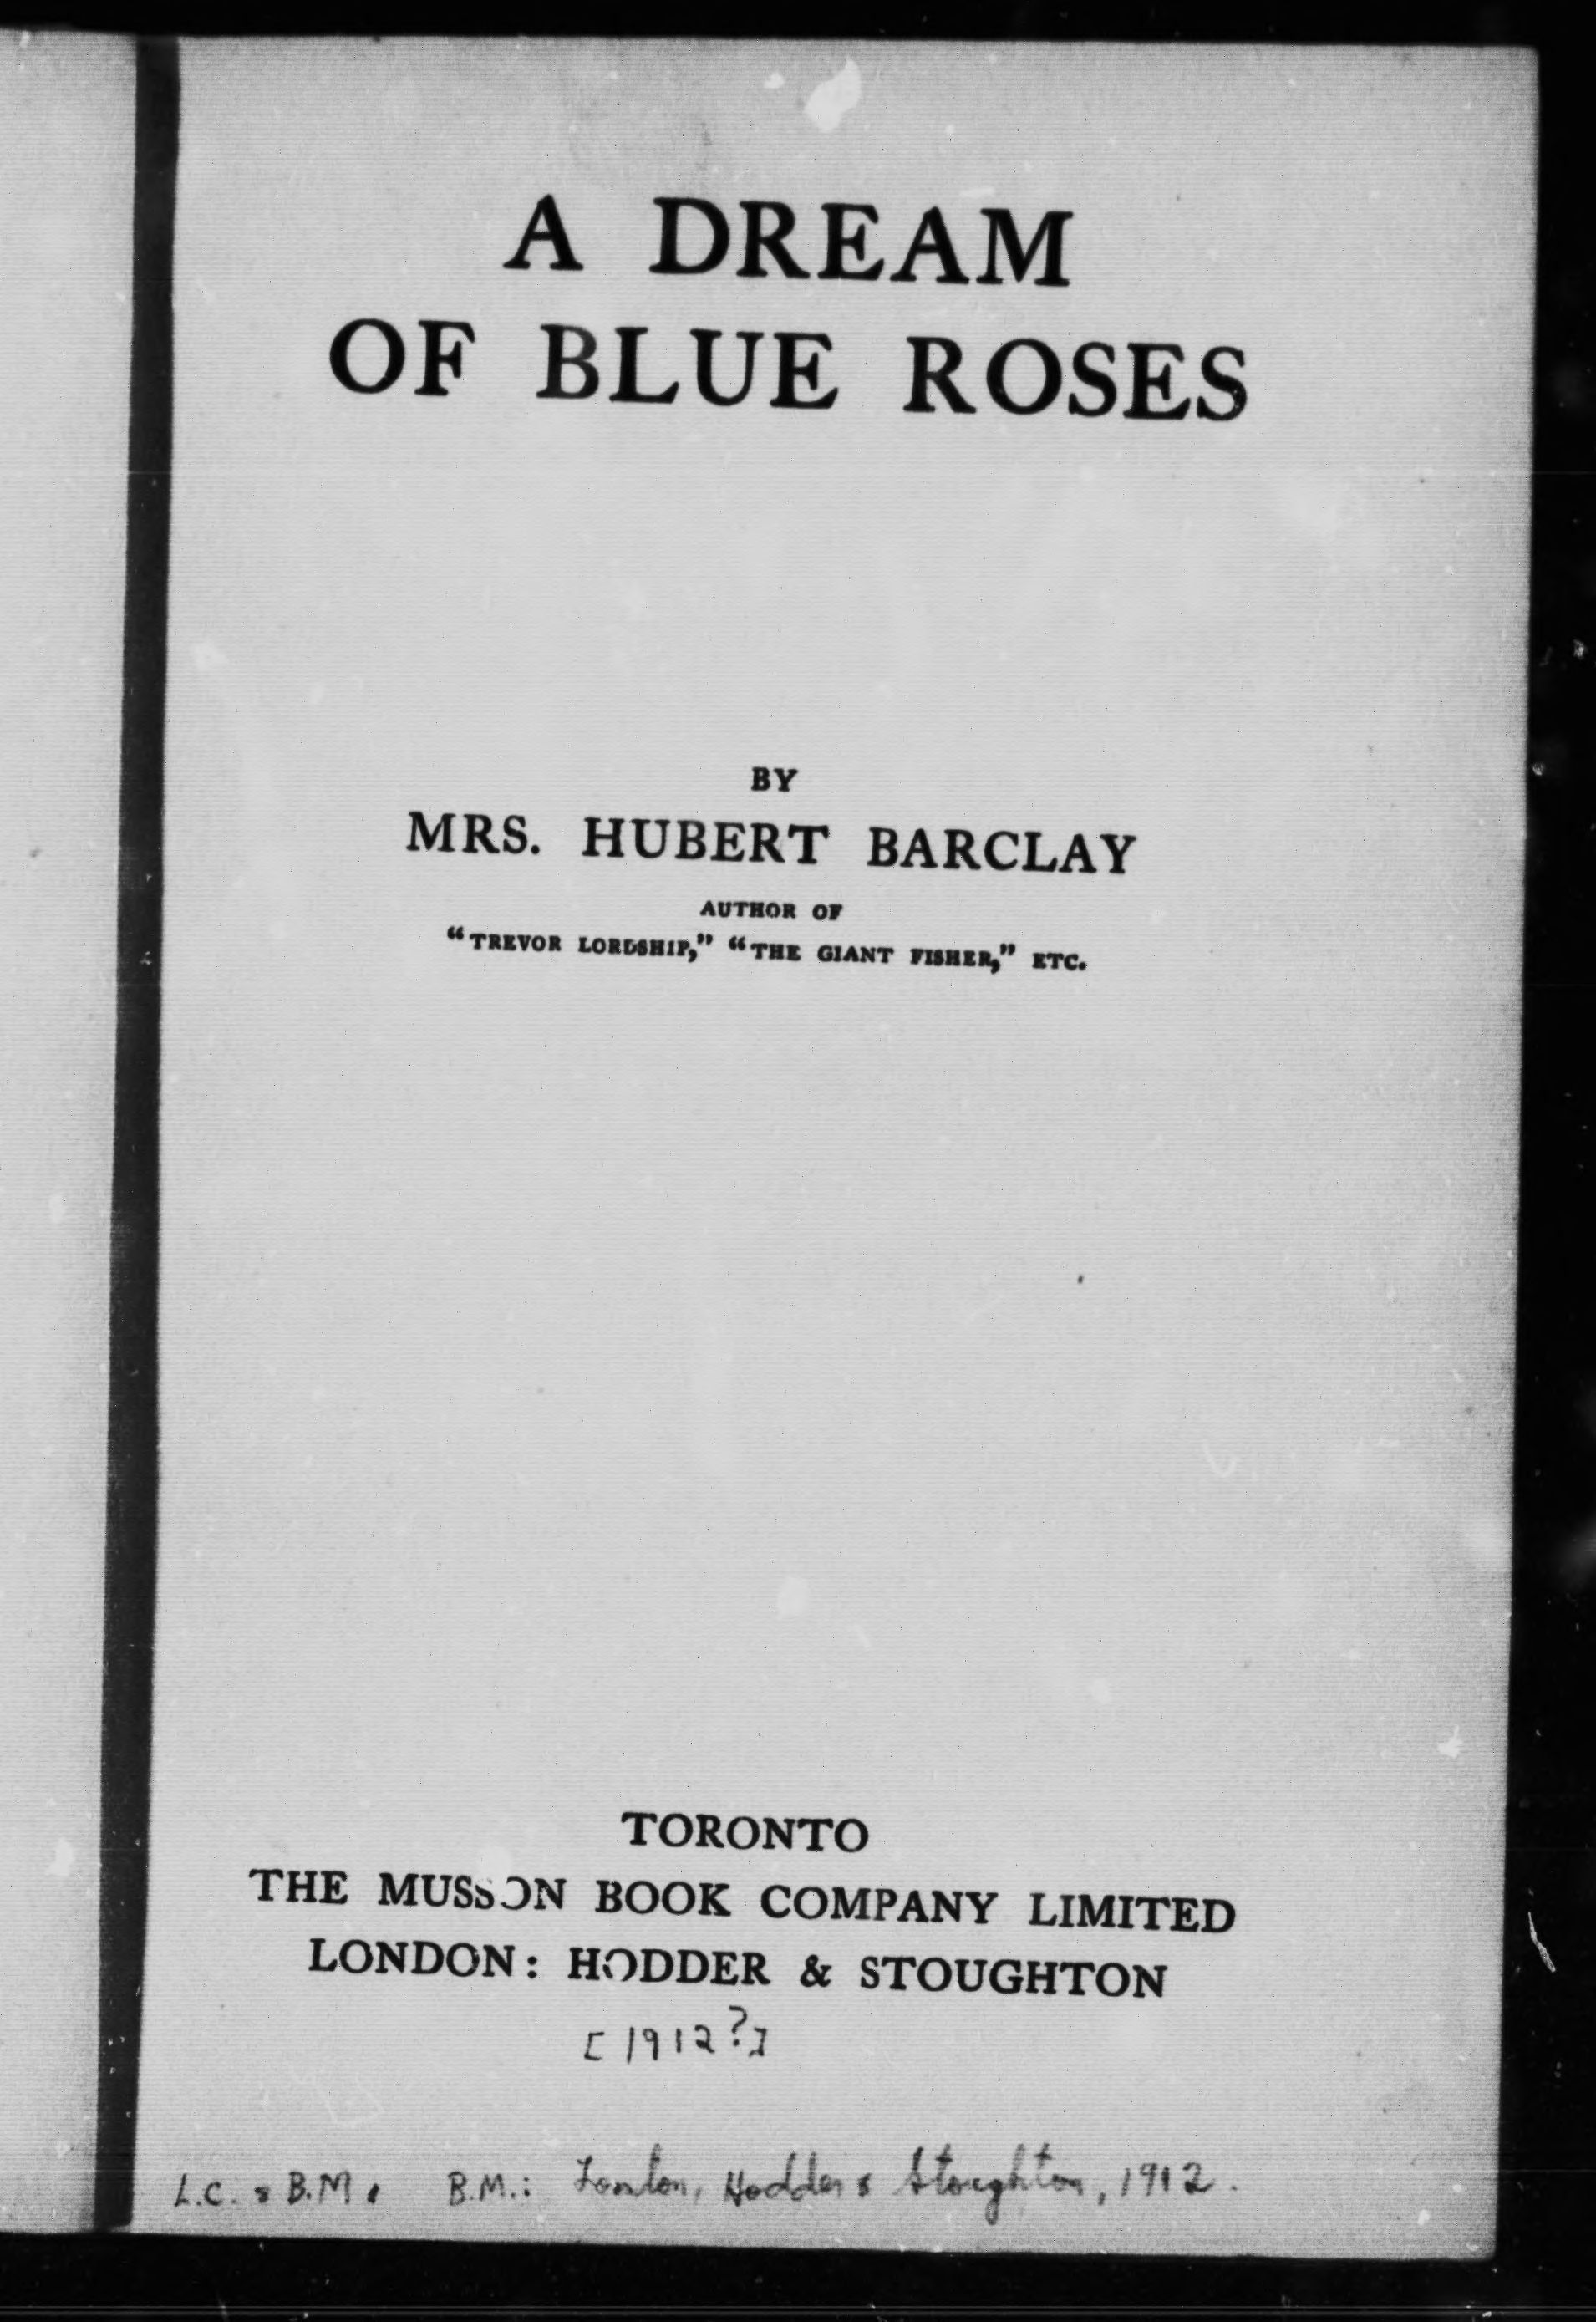 A DREAM
OF BLUE ROSES
BY
MRS. HUBERT BARCLAY
AUTHOR OF
“TREVOR LORDSHIP,” “THE GIANT FISHER,” ETC.
TORONTO
THE MUSSON BOOK COMPANY LIMITED
LONDON: HODDER & STOUGHTON
[1912?]
L.C. & B.M. B.M.: London, Hodder & Stoughton, 1912.